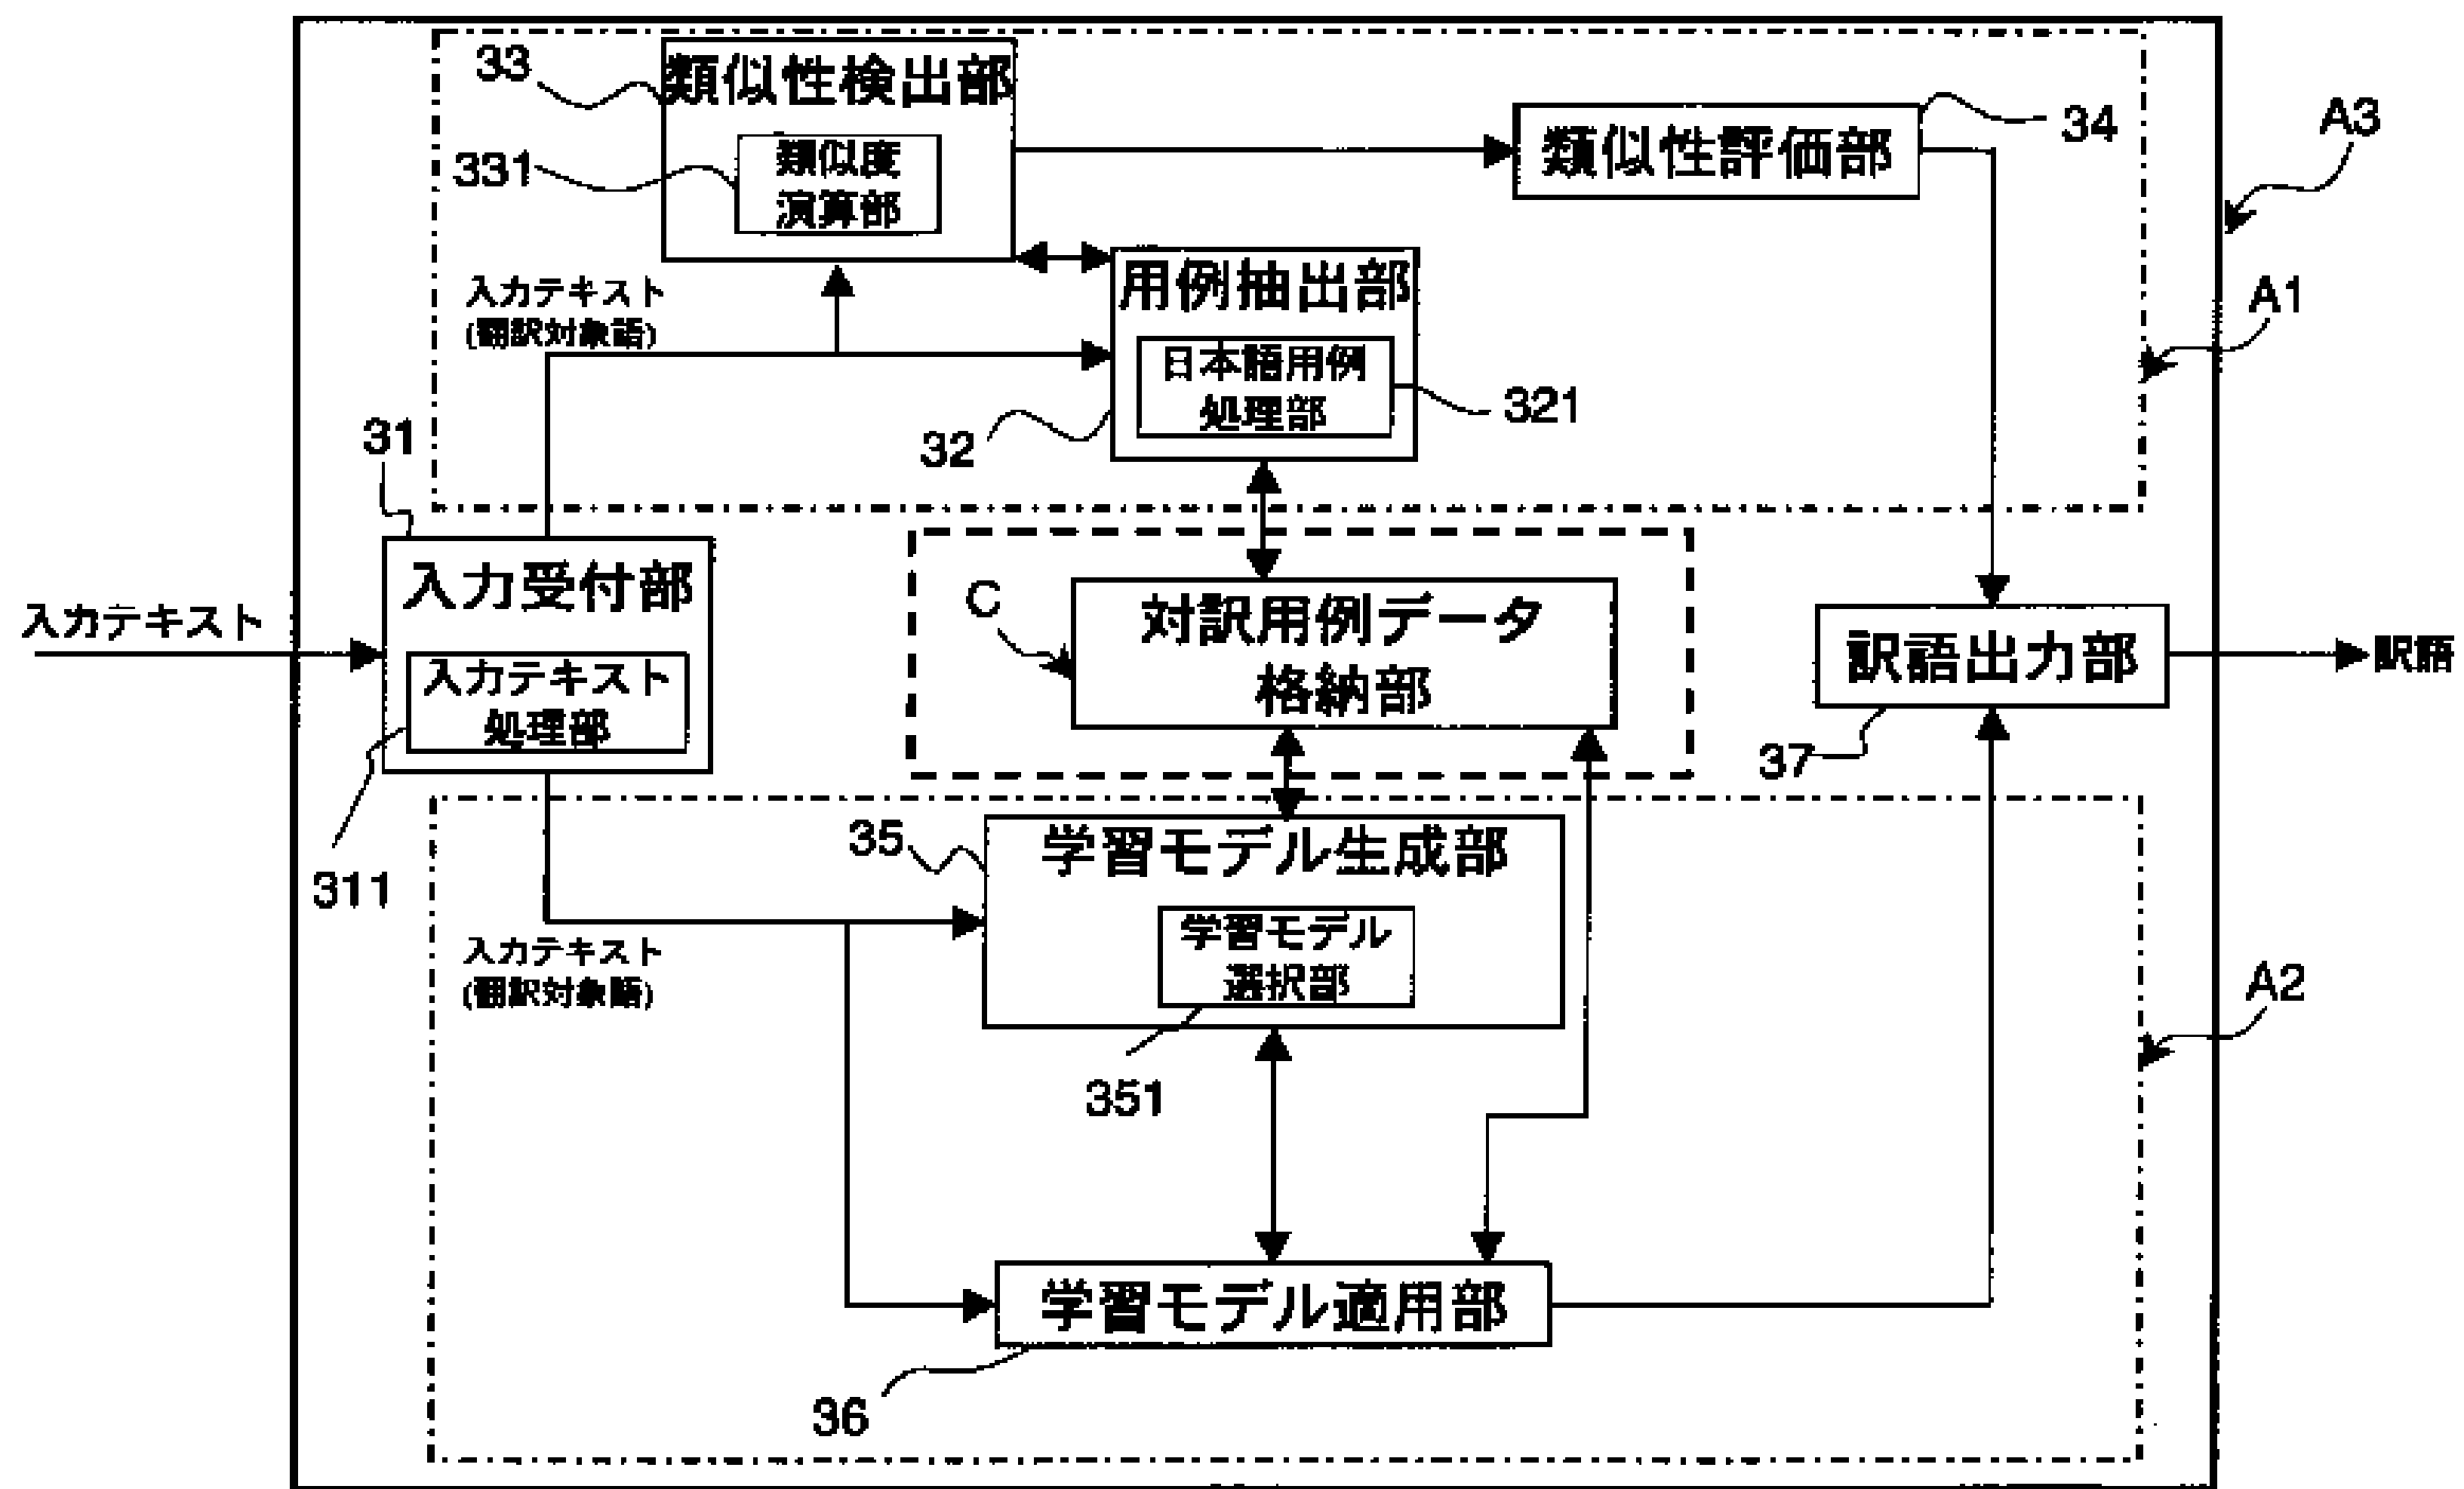 33
類似性検出部
331
類似度
演算部
類似性評価部
34
A3
入力テキスト
(翻訳対象語)
用例抽出部
日本語用例
処理部
321
32
A1
31
入力受付部
入力テキスト
入力テキスト
処理部
311
C
対訳用例データ
格納部
訳語出力部
訳語
37
35
学習モデル生成部
学習モデル
選択部
351
入力テキスト
(翻訳対象語)
A2
学習モデル適用部
36